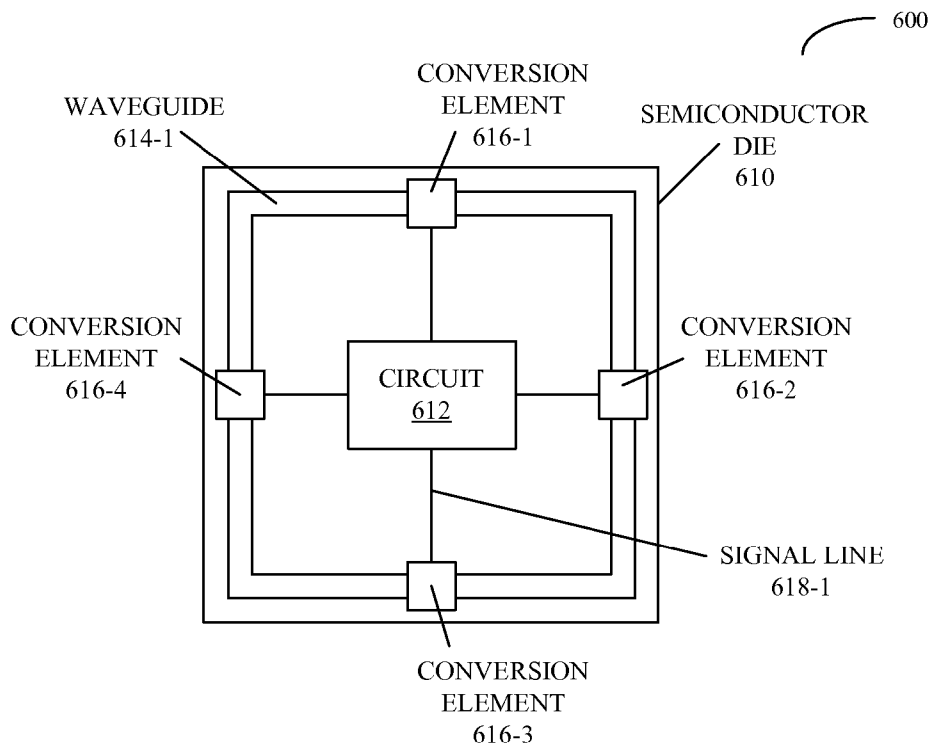 600
CONVERSION
ELEMENT
616-1
WAVEGUIDE
614-1
SEMICONDUCTOR
DIE
610
CONVERSION
ELEMENT
616-4
CIRCUIT
612
CONVERSION
ELEMENT
616-2
SIGNAL LINE
618-1
CONVERSION
ELEMENT
616-3